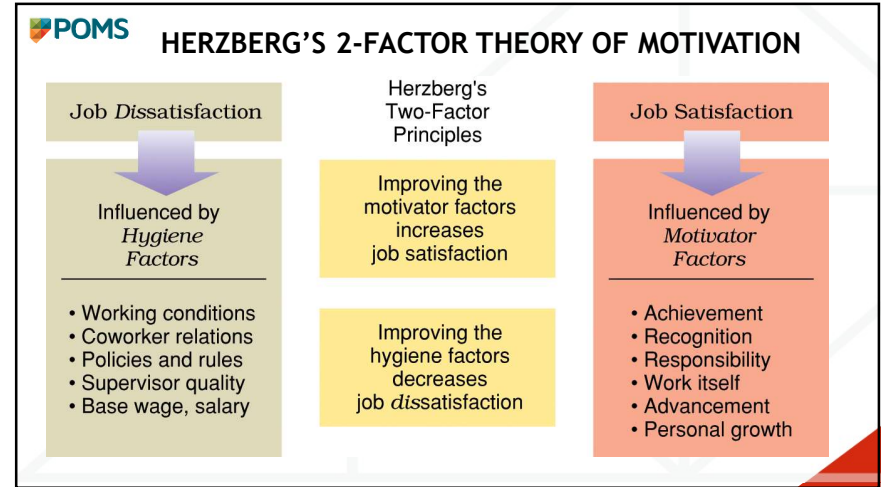 POMS
HERZBERG'S 2-FACTOR THEORY OF MOTIVATION
Job Dissatisfaction
Influenced by
Hygiene
Factors
• Working conditions
• Coworker relations
• Policies and rules
• Supervisor quality
• Base wage, salary
Herzberg's
Two-Factor
Principles
Improving the
motivator factors
increases
job satisfaction
Improving the
hygiene factors
decreases
job dissatisfaction
Job Satisfaction
Influenced by
Motivator
Factors
• Achievement
• Recognition
• Responsibility
• Work itself
• Advancement
• Personal growth